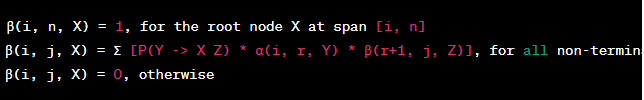 β(i, n, X) = 1, for the root node X at span [i, n]
β(i, j, X) = Σ [P(Y -> X Z) * α(i, r, Y) * β(r+1, j, Z)], for all non-termin
β(i, j, X) = 0, otherwise